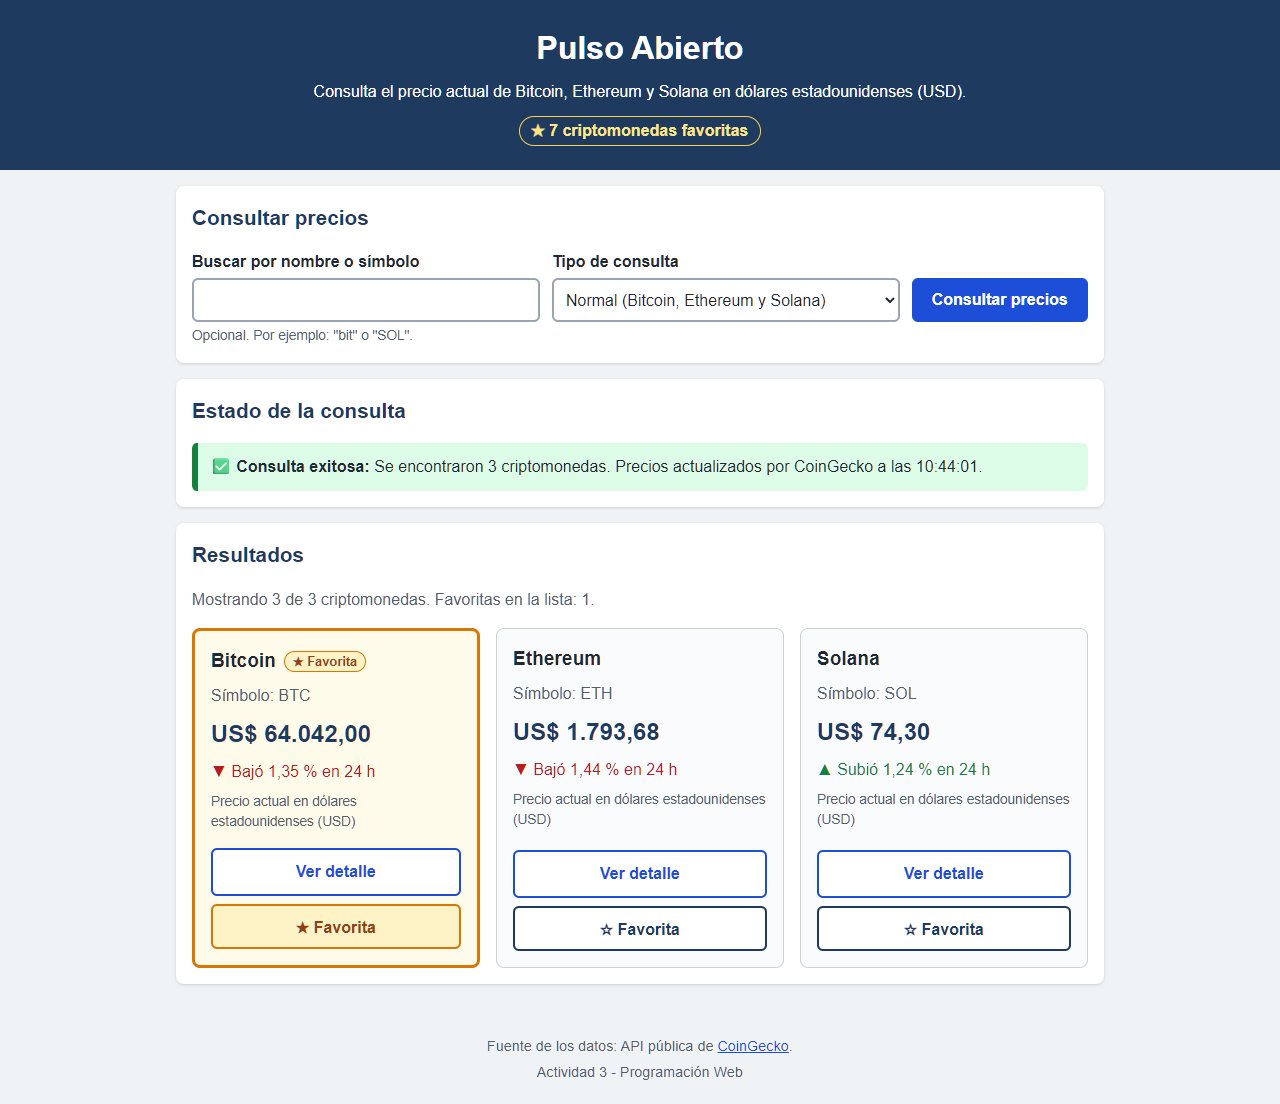 Pulso Abierto
Consulta el precio actual de Bitcoin, Ethereum y Solana en dólares estadounidenses (USD).
★ 7 criptomonedas favoritas
Consultar precios
Buscar por nombre o símbolo
Tipo de consulta
Normal (Bitcoin, Ethereum y Solana)
Consultar precios
Opcional. Por ejemplo: "bit" o "SOL".
Estado de la consulta
✅ Consulta exitosa: Se encontraron 3 criptomonedas. Precios actualizados por CoinGecko a las 10:44:01.
Resultados
Mostrando 3 de 3 criptomonedas. Favoritas en la lista: 1.
Bitcoin ★ Favorita
Símbolo: BTC
US$ 64.042,00
▼ Bajó 1,35 % en 24 h
Precio actual en dólares
estadounidenses (USD)
Ver detalle
★ Favorita
Ethereum
Símbolo: ETH
US$ 1.793,68
▼ Bajó 1,44 % en 24 h
Precio actual en dólares estadounidenses
(USD)
Ver detalle
☆ Favorita
Solana
Símbolo: SOL
US$ 74,30
▲ Subió 1,24 % en 24 h
Precio actual en dólares estadounidenses
(USD)
Ver detalle
☆ Favorita
Fuente de los datos: API pública de CoinGecko.
Actividad 3 - Programación Web